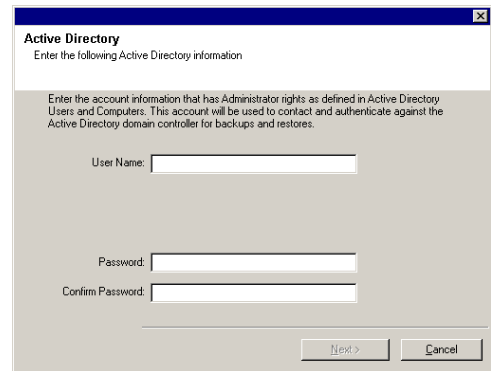 Active Directory
Enter the following Active Directory information
Enter the account information that has Administrator rights as defined in Active Directory
Users and Computers. This account will be used to contact and authenticate against the
Active Directory domain controller for backups and restores.
User Name:
Password:
Confirm Password:
Next >
Cancel